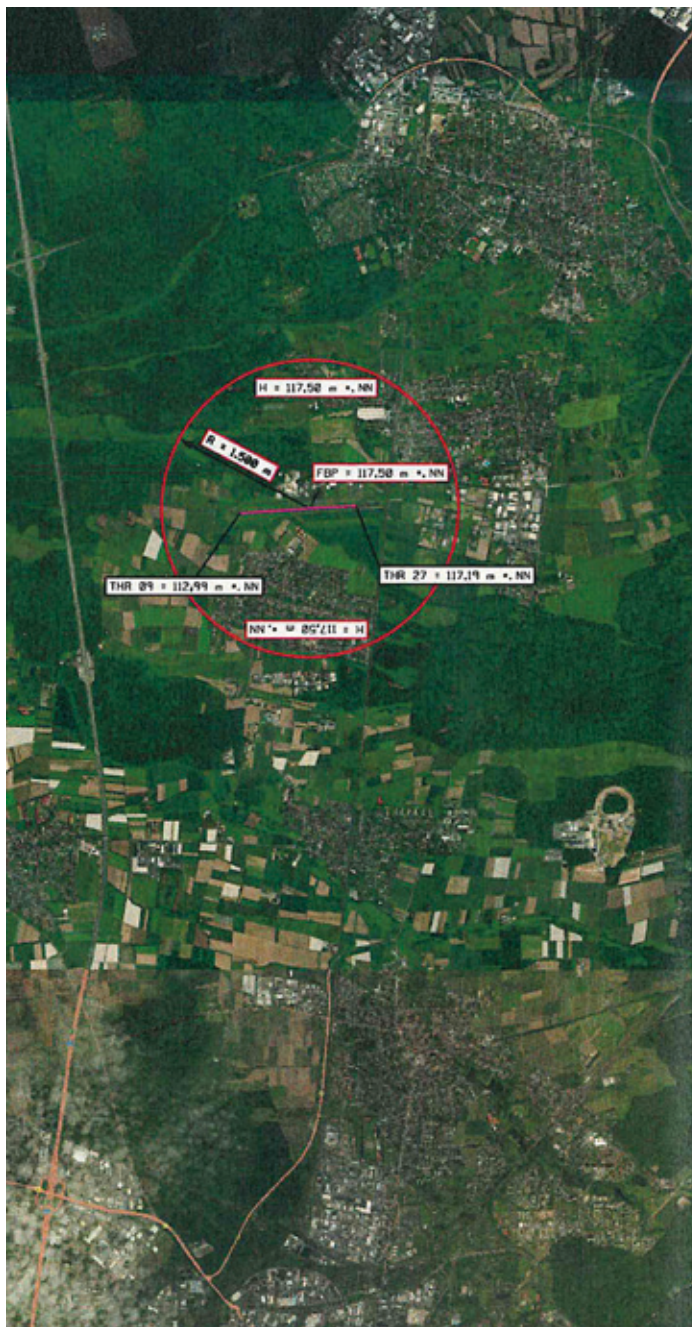 H = 117,50 m ü. NN
R = 1.500 m
FBP = 117,50 m ü. NN
THR 09 = 112,99 m ü. NN
THR 27 = 117,19 m ü. NN
H = 117,50 m ü. NN